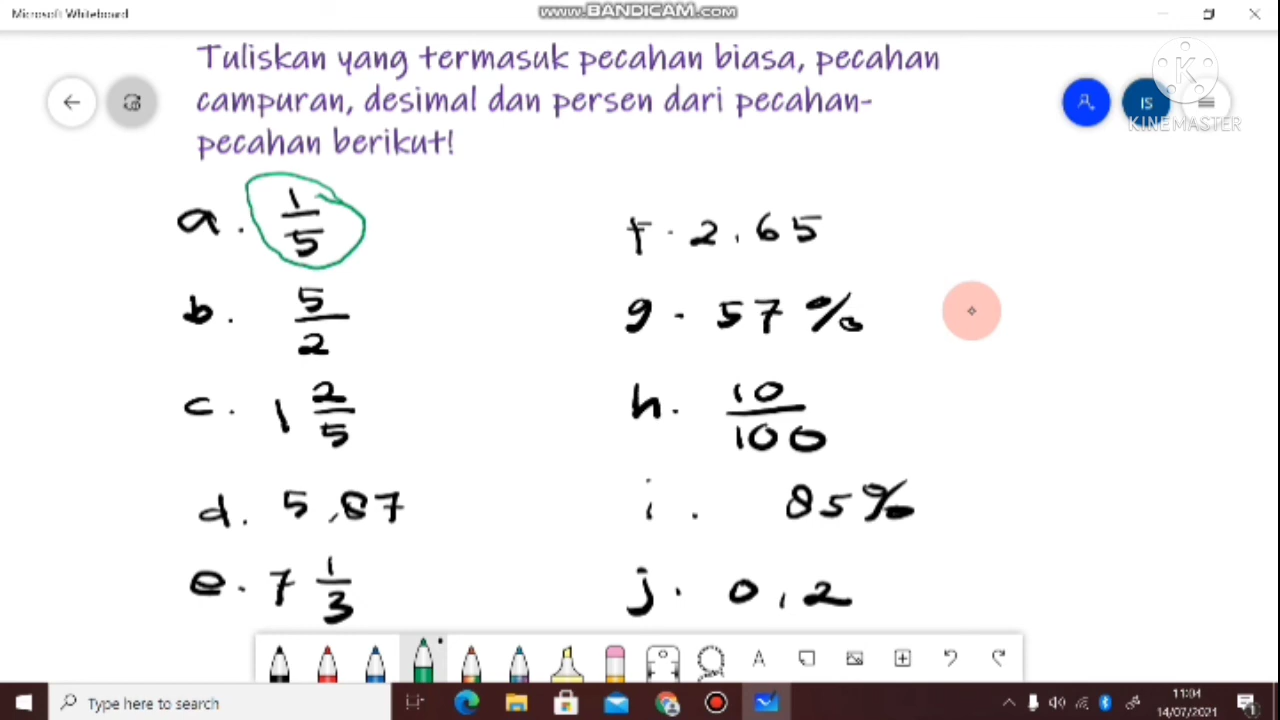 Microsoft Whiteboard
www.BANDICAM.com
Tuliskan yang termasuk pecahan biasa, pecahan
campuran, desimal dan persen dari pecahan-
pecahan berikut!
IS
KINEMASTER
a. 1/5
b. 5/2
c. 1 2/5
d. 5,87
e. 7 1/3
f. 2,65
g. 57%
h. 10/100
i. 85%
j. 0,2
Type here to search
11:04
14/07/2021